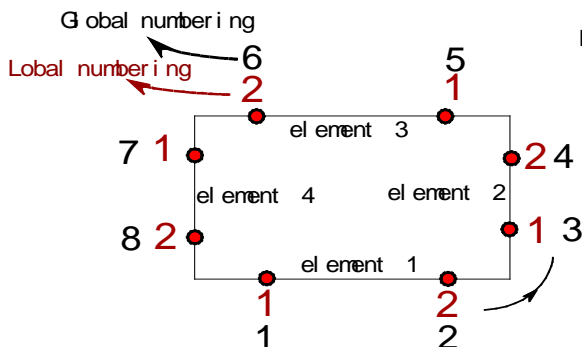 Global numbering
Lobal numbering
6 5
2 1
element 3
7 1 2 4
element 4 element 2
8 2 1 3
element 1
1 2
1 2